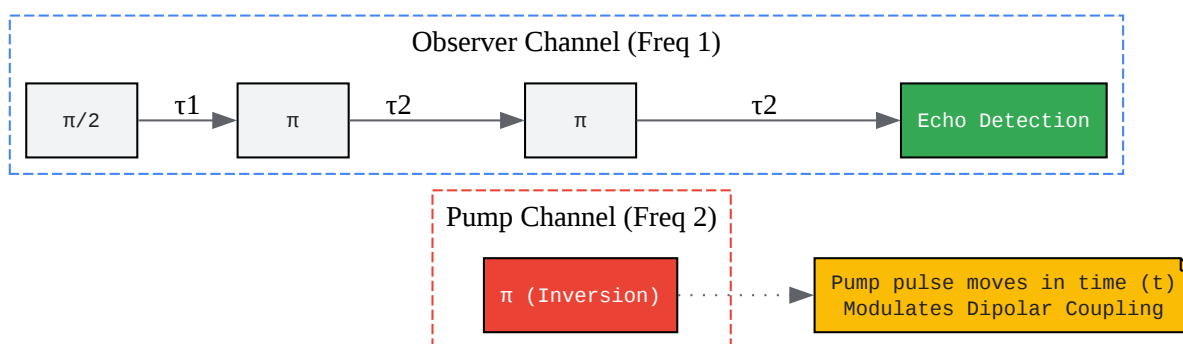 Observer Channel (Freq 1)
π/2
τ1
π
τ2
π
τ2
Echo Detection
Pump Channel (Freq 2)
π (Inversion)
Pump pulse moves in time (t)
Modulates Dipolar Coupling